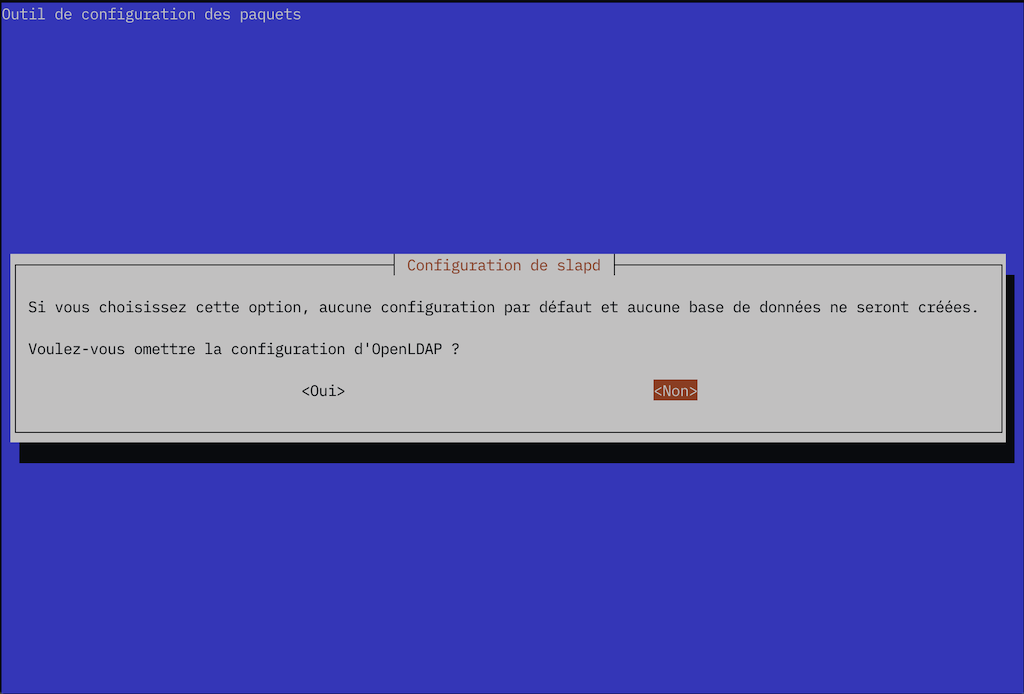 Outil de configuration des paquets
Configuration de slapd
Si vous choisissez cette option, aucune configuration par défaut et aucune base de données ne seront créées.
Voulez-vous omettre la configuration d'OpenLDAP ?
<Oui> <Non>